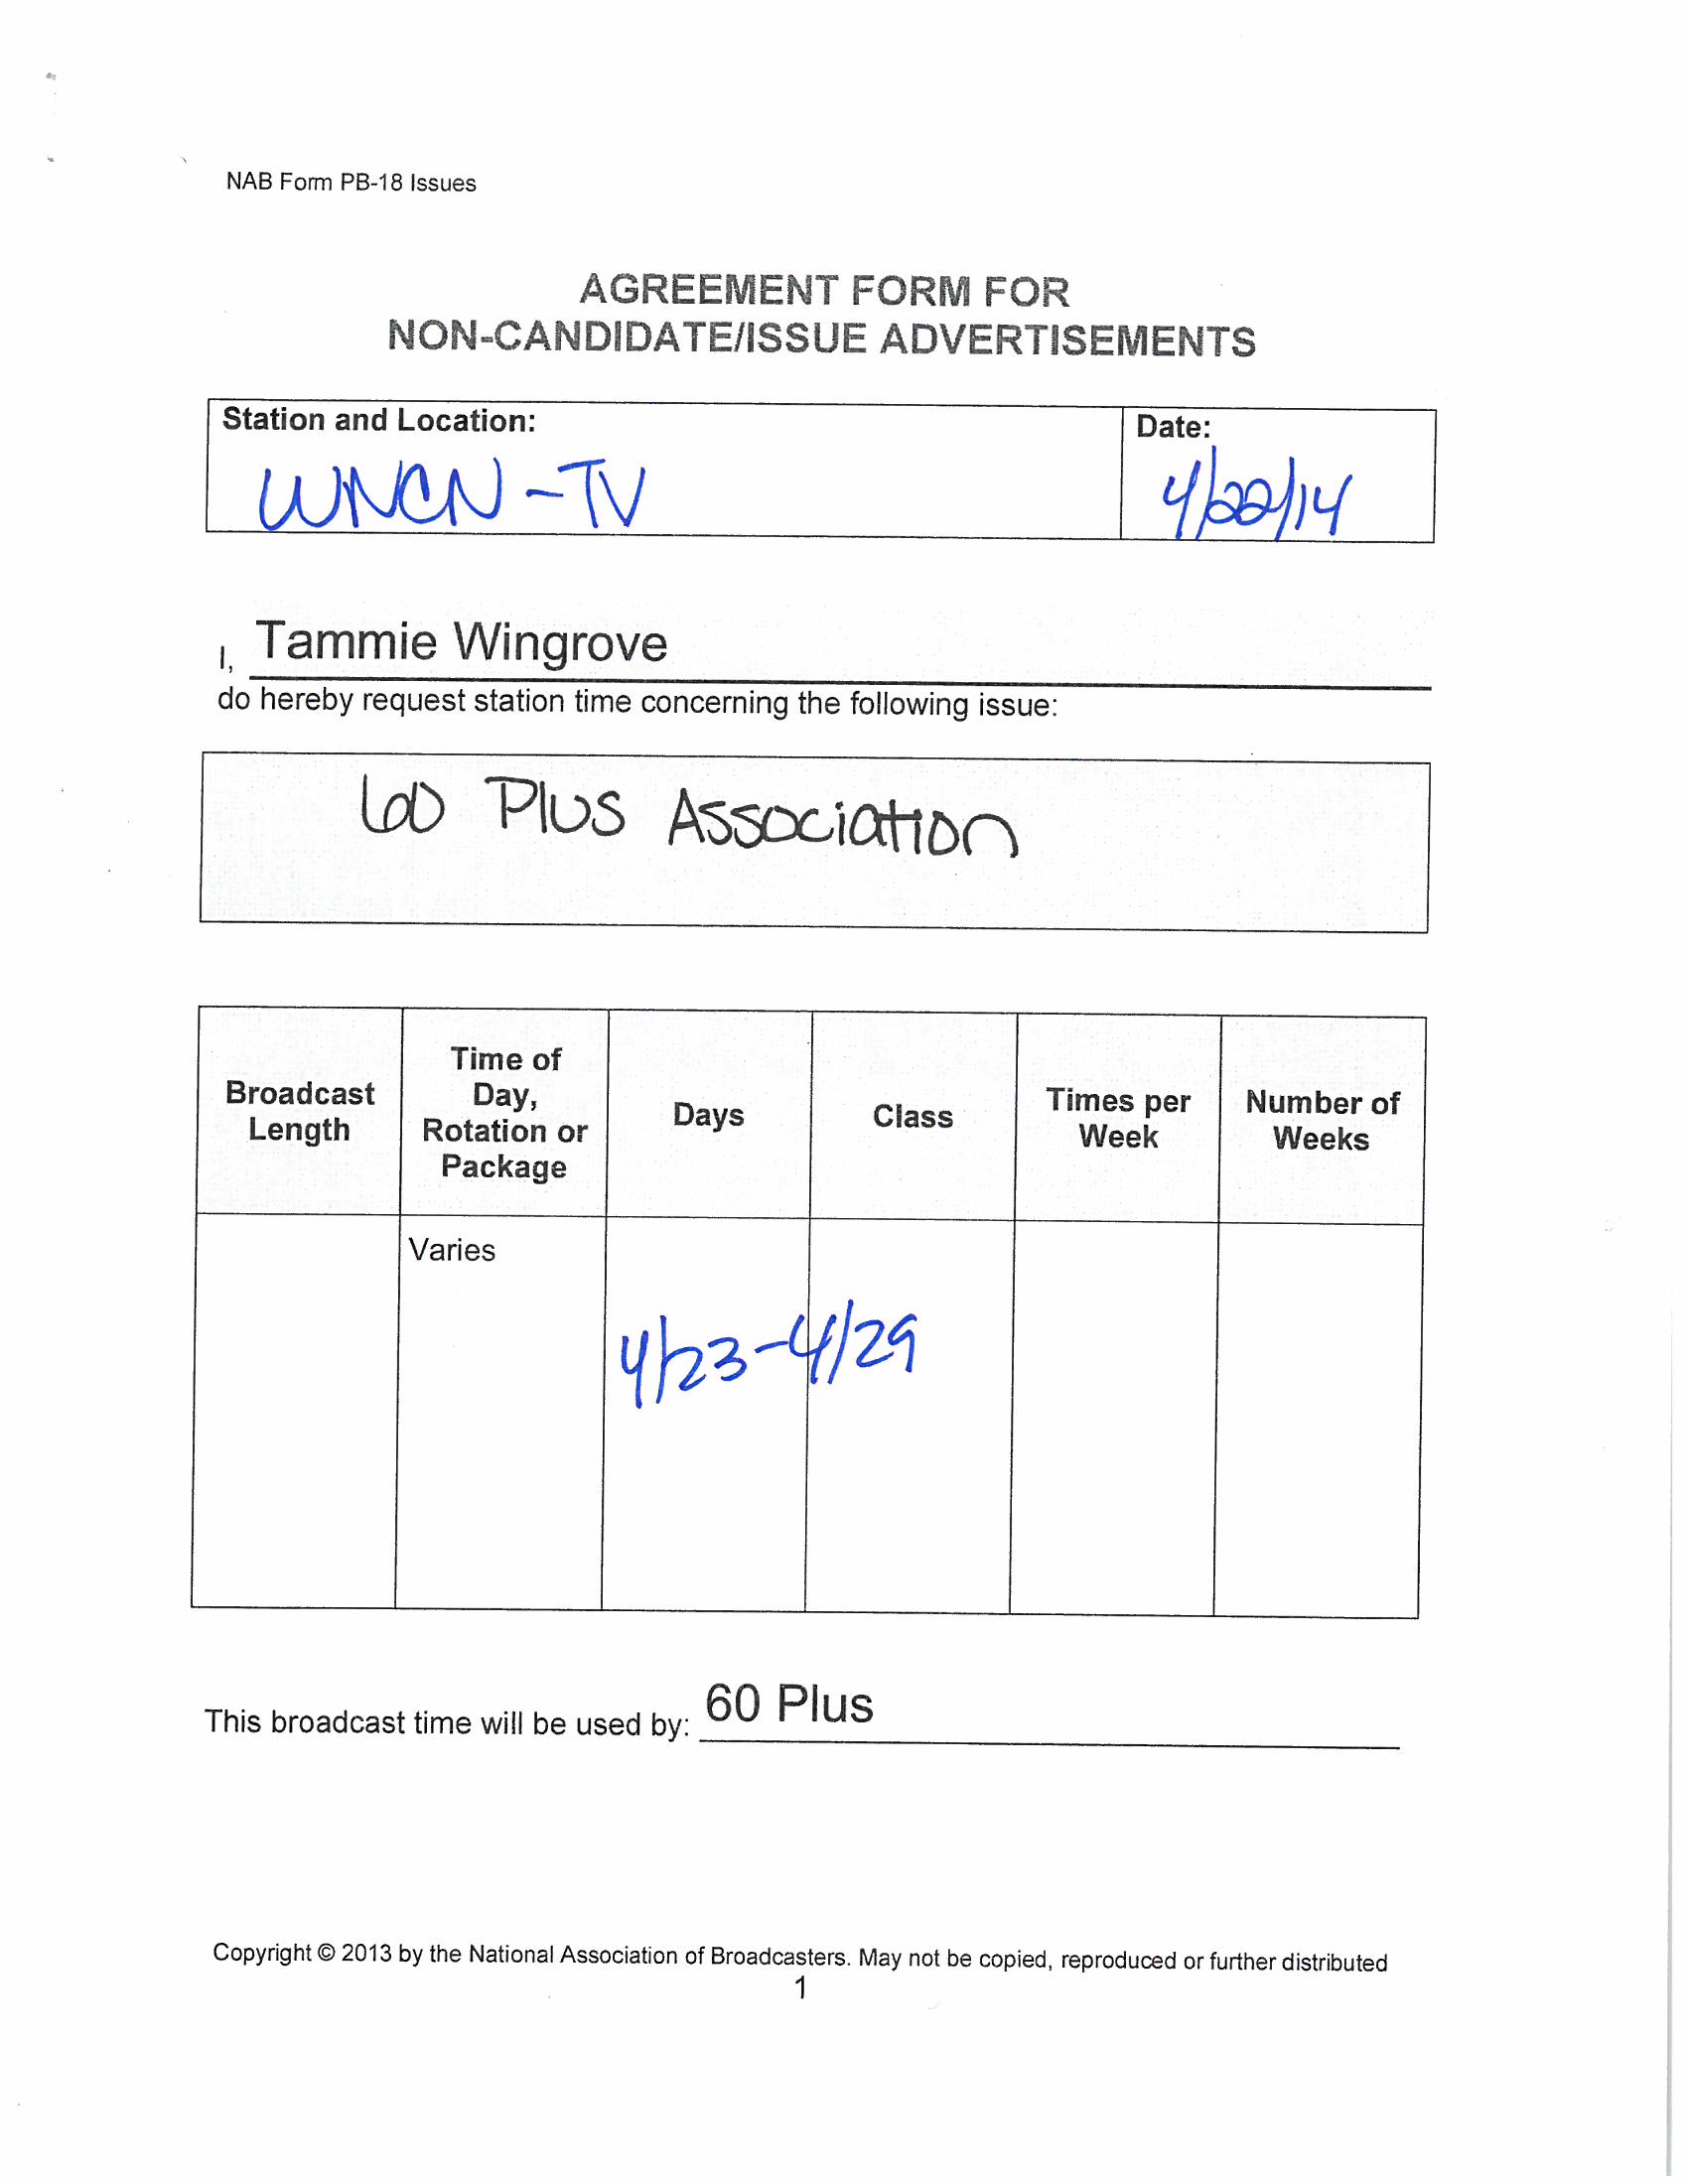 NAB Form PB-18 Issues
AGREEMENT FORM FOR
NON-CANDIDATE/ISSUE ADVERTISEMENTS
Station and Location:
WNCN-TV
Date:
4/22/14
I, Tammie Wingrove
do hereby request station time concerning the following issue:
60 Plus Association
Broadcast
Length
Time of
Day,
Rotation or
Package
Days
Class
Times per
Week
Number of
Weeks
Varies
4/23-4/29
This broadcast time will be used by: 60 Plus
Copyright © 2013 by the National Association of Broadcasters. May not be copied, reproduced or further distributed
1